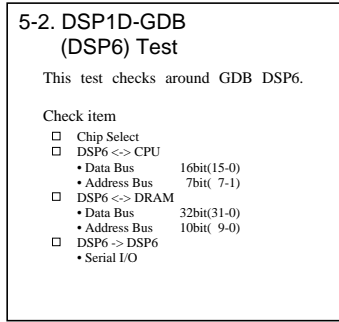 5-2. DSP1D-GDB
(DSP6) Test
This test checks around GDB DSP6.
Check item
□ Chip Select
□ DSP6 <-> CPU
• Data Bus 16bit(15-0)
• Address Bus 7bit( 7-1)
□ DSP6 <-> DRAM
• Data Bus 32bit(31-0)
• Address Bus 10bit( 9-0)
□ DSP6 -> DSP6
• Serial I/O